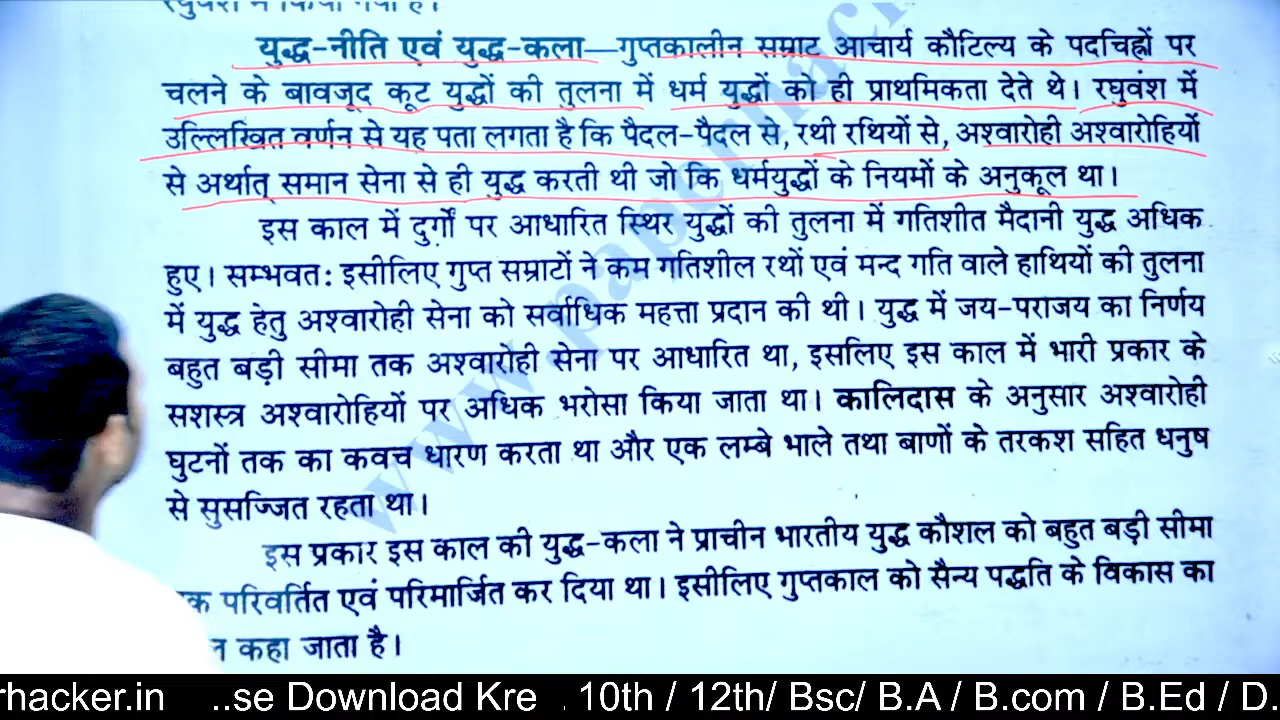 युद्ध-नीति एवं युद्ध-कला—गुप्तकालीन सम्राट आचार्य कौटिल्य के पदचिह्नों पर
चलने के बावजूद कूट युद्धों की तुलना में धर्म युद्धों को ही प्राथमिकता देते थे। रघुवंश में
उल्लिखित वर्णन से यह पता लगता है कि पैदल-पैदल से, रथी रथियों से, अश्वारोही अश्वारोहियों
से अर्थात् समान सेना से ही युद्ध करती थी जो कि धर्मयुद्धों के नियमों के अनुकूल था।
इस काल में दुर्गों पर आधारित स्थिर युद्धों की तुलना में गतिशीत मैदानी युद्ध अधिक
हुए। सम्भवत: इसीलिए गुप्त सम्राटों ने कम गतिशील रथों एवं मन्द गति वाले हाथियों की तुलना
में युद्ध हेतु अश्वारोही सेना को सर्वाधिक महत्ता प्रदान की थी। युद्ध में जय-पराजय का निर्णय
बहुत बड़ी सीमा तक अश्वारोही सेना पर आधारित था, इसलिए इस काल में भारी प्रकार के
सशस्त्र अश्वारोहियों पर अधिक भरोसा किया जाता था। कालिदास के अनुसार अश्वारोही
घुटनों तक का कवच धारण करता था और एक लम्बे भाले तथा बाणों के तरकश सहित धनुष
से सुसज्जित रहता था।
इस प्रकार इस काल की युद्ध-कला ने प्राचीन भारतीय युद्ध कौशल को बहुत बड़ी सीमा
परिवर्तित एवं परिमार्जित कर दिया था। इसीलिए गुप्तकाल को सैन्य पद्धति के विकास का
कहा जाता है।
rhacker.in ..se Download Kre . 10th / 12th/ Bsc/ B.A / B.com / B.Ed / D.